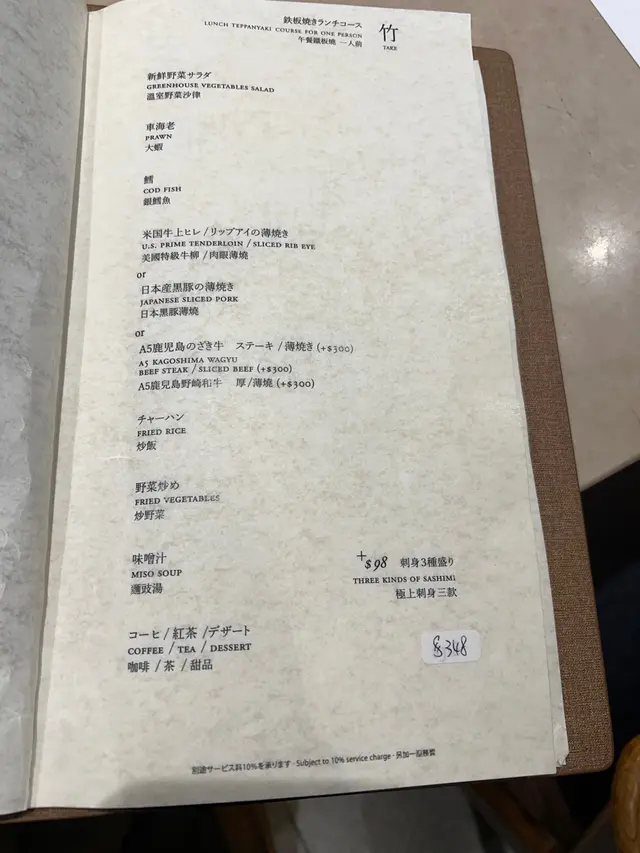 鉄板焼きランチコース
LUNCH TEPPANYAKI COURSE FOR ONE PERSON
午餐鐵板燒 一人前
竹
TAKE
新鮮野菜サラダ
GREENHOUSE VEGETABLES SALAD
溫室野菜沙律
車海老
PRAWN
大蝦
鱈
COD FISH
銀鱈魚
米国牛上ヒレ / リップアイの薄焼き
U.S. PRIME TENDERLOIN / SLICED RIB EYE
美國特級牛柳 / 肉眼薄燒
or
日本産黒豚の薄焼き
JAPANESE SLICED PORK
日本黒豚薄燒
or
A5鹿児島のざき牛 ステーキ / 薄焼き (+$300)
A5 KAGOSHIMA WAGYU
BEEF STEAK / SLICED BEEF (+$300)
A5鹿兒島野崎和牛 厚/薄燒 (+$300)
チャーハン
FRIED RICE
炒飯
野菜炒め
FRIED VEGETABLES
炒野菜
味噌汁
MISO SOUP
麵豉湯
+$98 刺身3種盛り
THREE KINDS OF SASHIMI
極上刺身三款
コーヒ / 紅茶 / デザート
COFFEE / TEA / DESSERT
咖啡 / 茶 / 甜品
$348
別途サービス料10%を承ります · Subject to 10% service charge · 另加一服務費